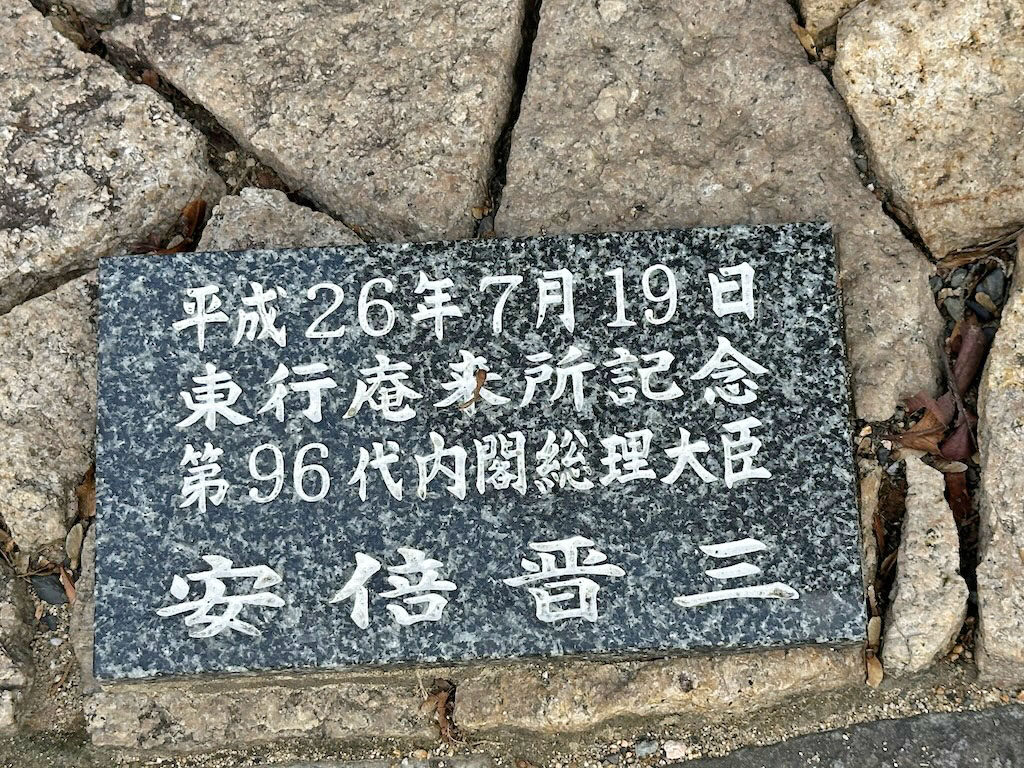 平成26年7月19日
東行庵来所記念
第96代内閣総理大臣
安倍晋三